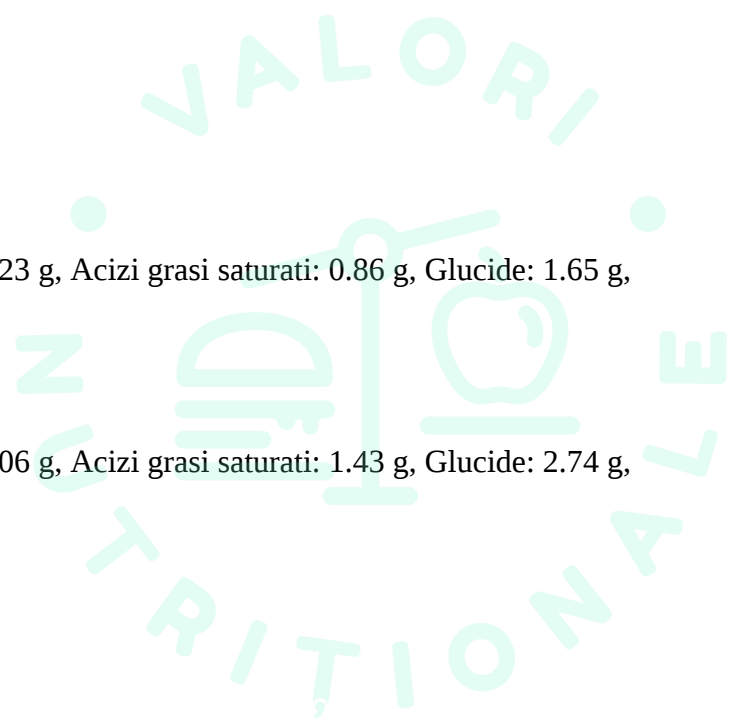 VALORI
23 g, Acizi grasi saturati: 0.86 g, Glucide: 1.65 g,
06 g, Acizi grasi saturati: 1.43 g, Glucide: 2.74 g,
NUTRITIONALE